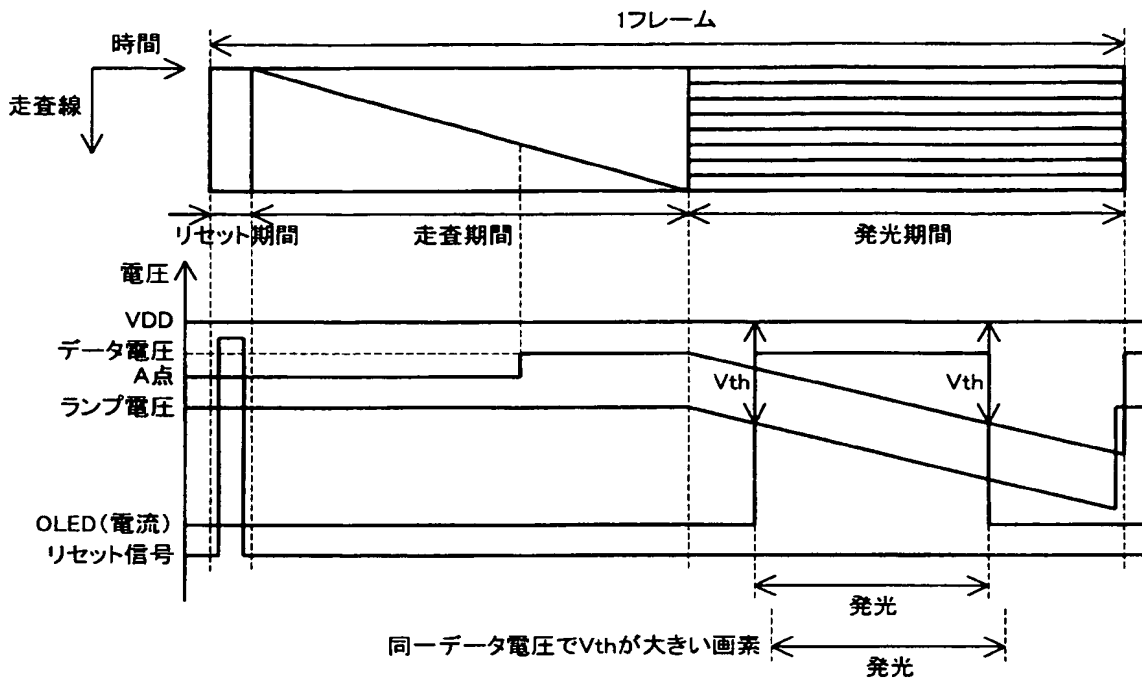 1フレーム
時間
走査線
リセット期間
走査期間
発光期間
電圧
VDD
データ電圧
A点
Vth
Vth
ランプ電圧
OLED(電流)
リセット信号
発光
同一データ電圧でVthが大きい画素
発光